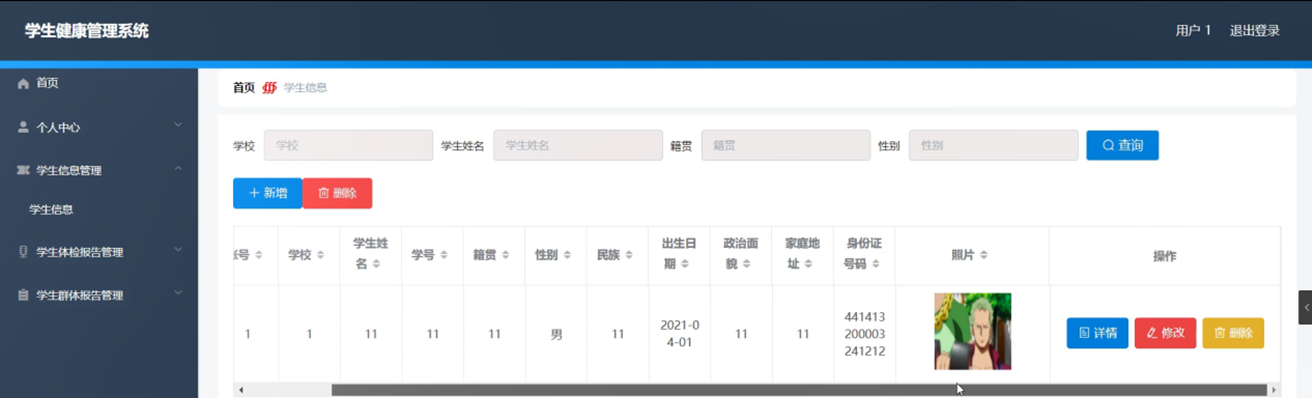 学生健康管理系统
用户 1 退出登录
首页
个人中心
学生信息管理
学生信息
学生体检报告管理
学生群体报告管理
首页 学生信息
学校 学校 学生姓名 学生姓名 籍贯 籍贯 性别 性别 查询
新增 删除
号 学校 学生姓名 学号 籍贯 性别 民族 出生日期 政治面貌 家庭地址 身份证号码 照片 操作
1 1 11 11 11 男 11 2021-04-01 11 11 441413200003241212 详情 修改 删除